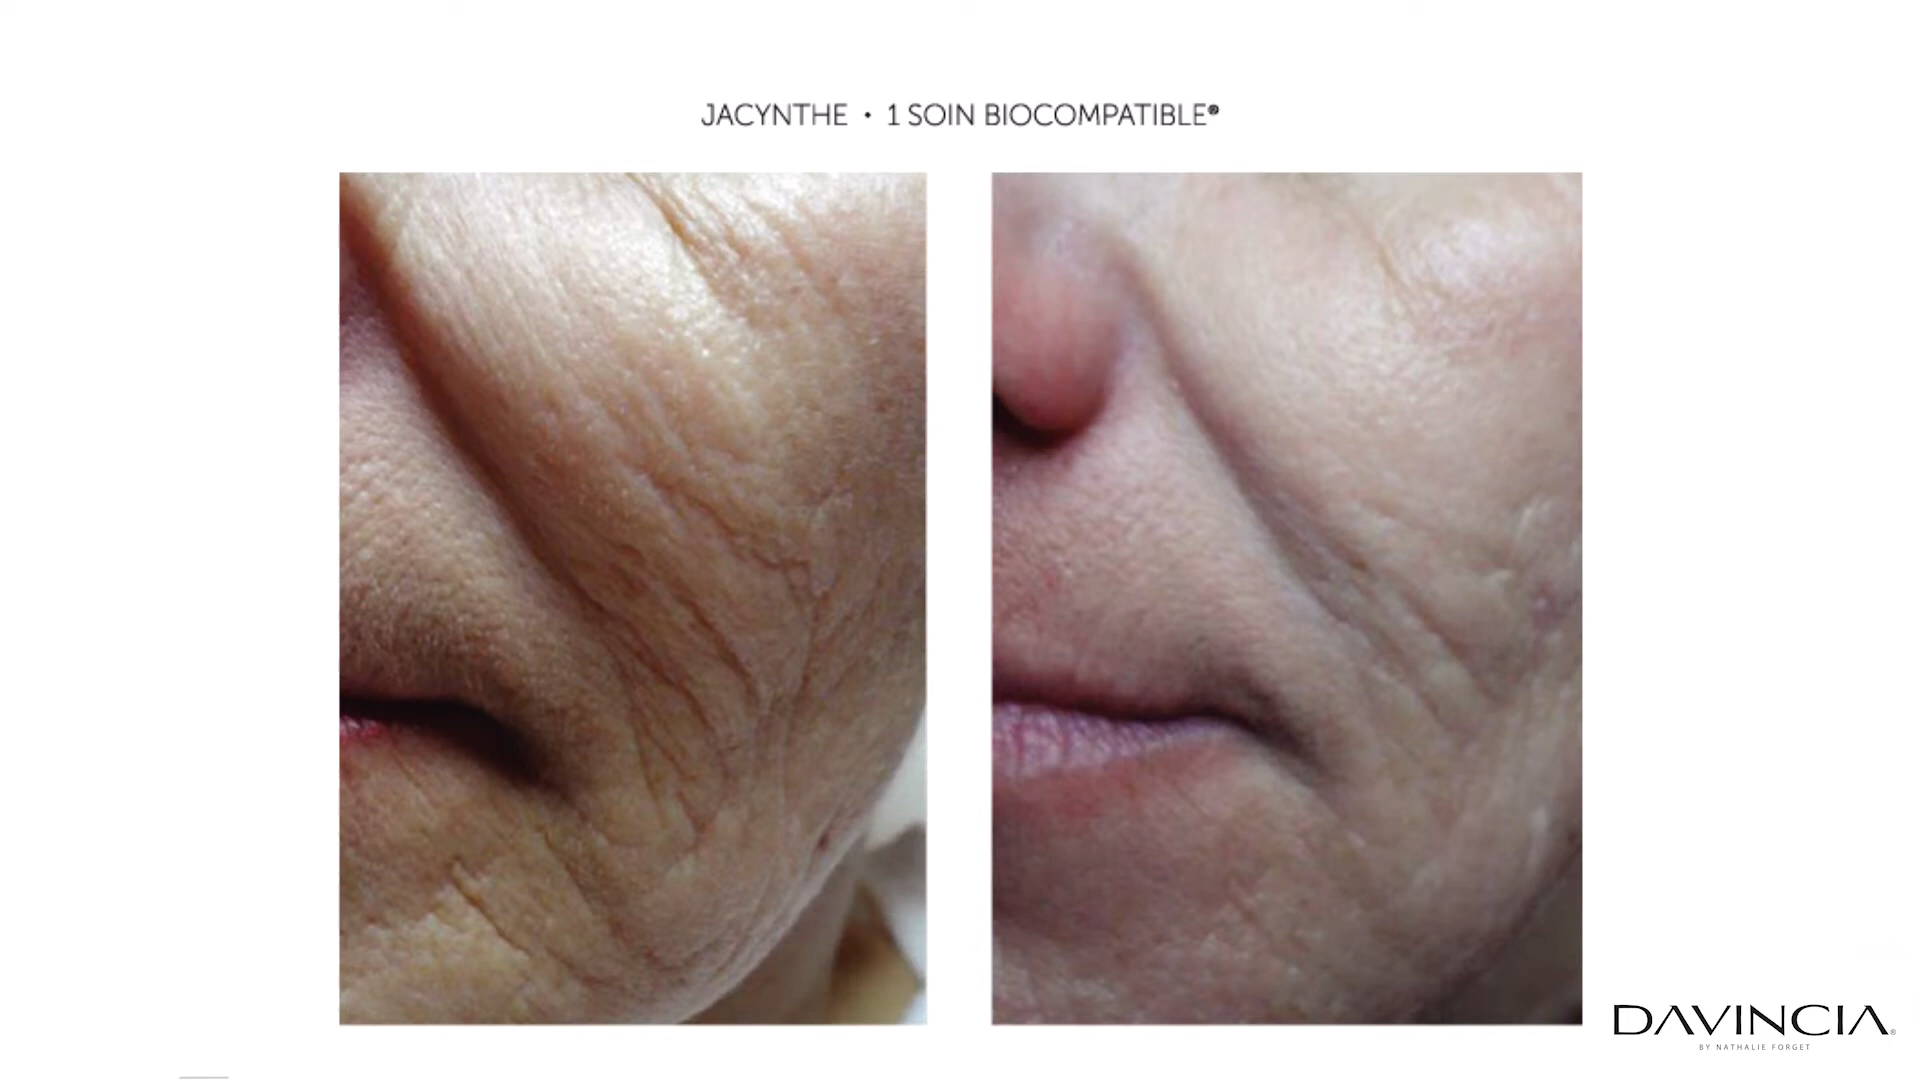 JACYNTHE • 1 SOIN BIOCOMPATIBLE®
DAVINCIA®
BY NATHALIE FORGET